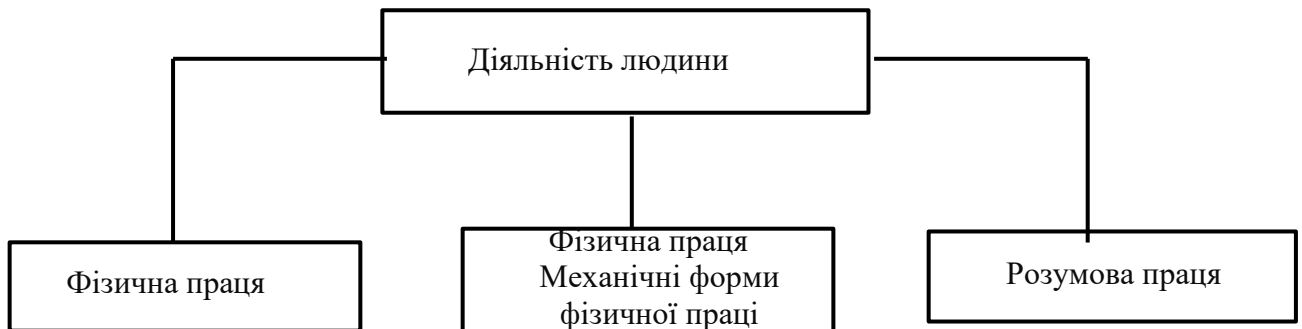 Діяльність людини
Фізична праця
Фізична праця
Механічні форми
фізичної праці
Розумова праця